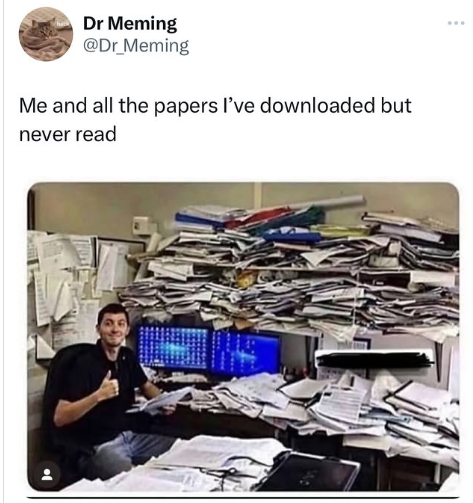 Dr Meming
@Dr_Meming
Me and all the papers I’ve downloaded but
never read